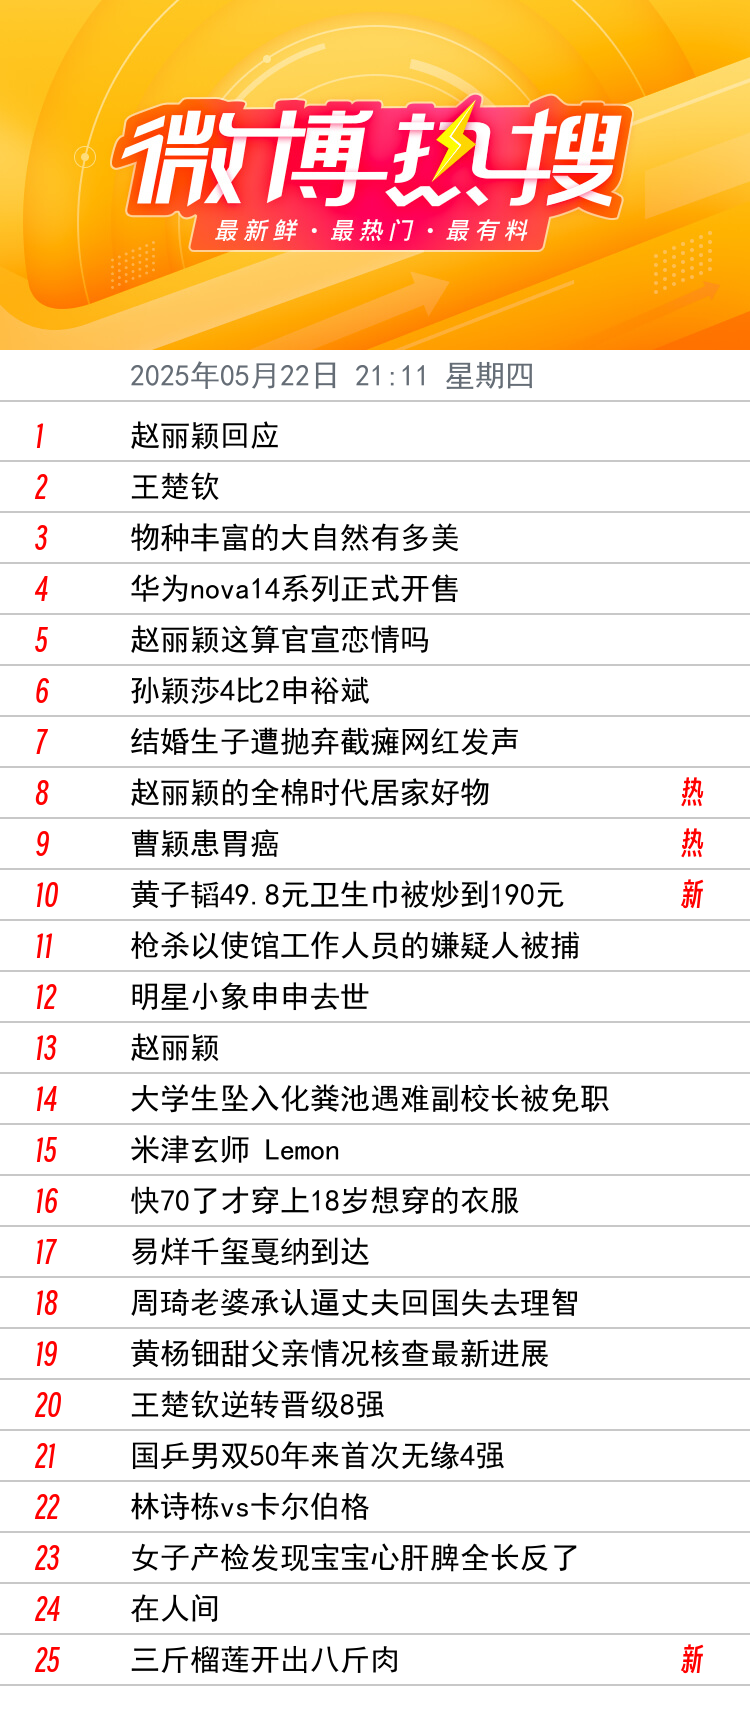 微博热搜
最新鲜·最热门·最有料
2025年05月22日 21:11 星期四
1 赵丽颖回应
2 王楚钦
3 物种丰富的大自然有多美
4 华为nova14系列正式开售
5 赵丽颖这算官宣恋情吗
6 孙颖莎4比2申裕斌
7 结婚生子遭抛弃截瘫网红发声
8 赵丽颖的全棉时代居家好物 热
9 曹颖患胃癌 热
10 黄子韬49.8元卫生巾被炒到190元 新
11 枪杀以使馆工作人员的嫌疑人被捕
12 明星小象申申去世
13 赵丽颖
14 大学生坠入化粪池遇难副校长被免职
15 米津玄师 Lemon
16 快70了才穿上18岁想穿的衣服
17 易烊千玺戛纳到达
18 周琦老婆承认逼丈夫回国失去理智
19 黄杨钿甜父亲情况核查最新进展
20 王楚钦逆转晋级8强
21 国乒男双50年来首次无缘4强
22 林诗栋vs卡尔伯格
23 女子产检发现宝宝心肝脾全长反了
24 在人间
25 三斤榴莲开出八斤肉 新